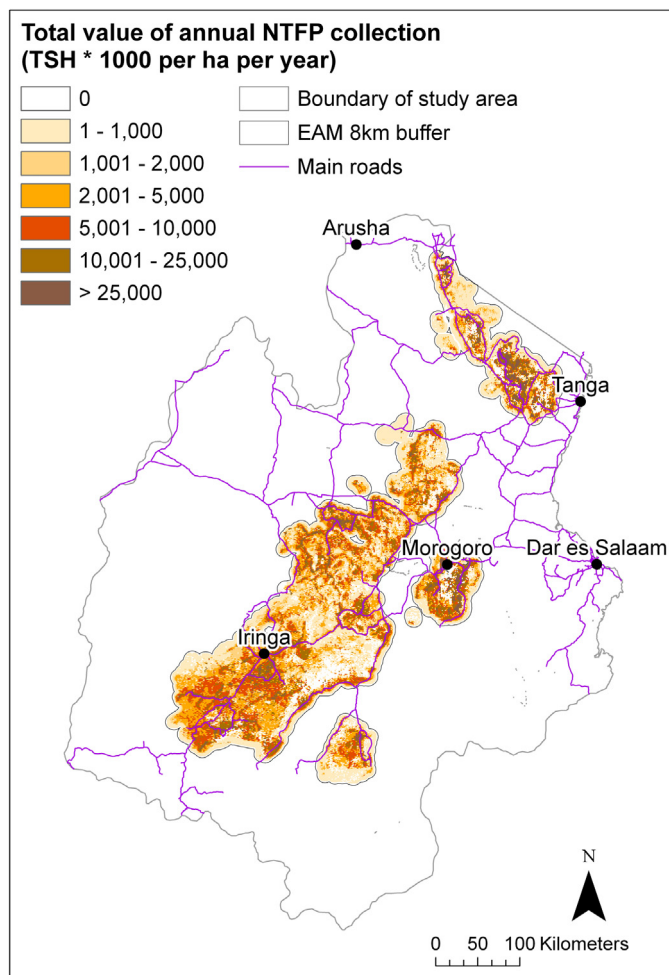 Total value of annual NTFP collection
(TSH * 1000 per ha per year)
0
1 - 1,000
1,001 - 2,000
2,001 - 5,000
5,001 - 10,000
10,001 - 25,000
> 25,000
Boundary of study area
EAM 8km buffer
Main roads
Arusha
Tanga
Morogoro
Dar es Salaam
Iringa
N
0 50 100 Kilometers